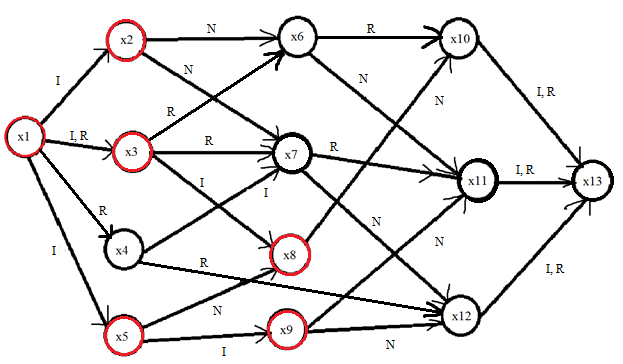 N
x6
R
x10
x2
N
N
I
N
I, R
R
x1
I, R
x3
R
x7
R
x11
I, R
x13
I
I
R
x4
N
N
I
R
x8
I, R
N
x5
x9
x12
I
N